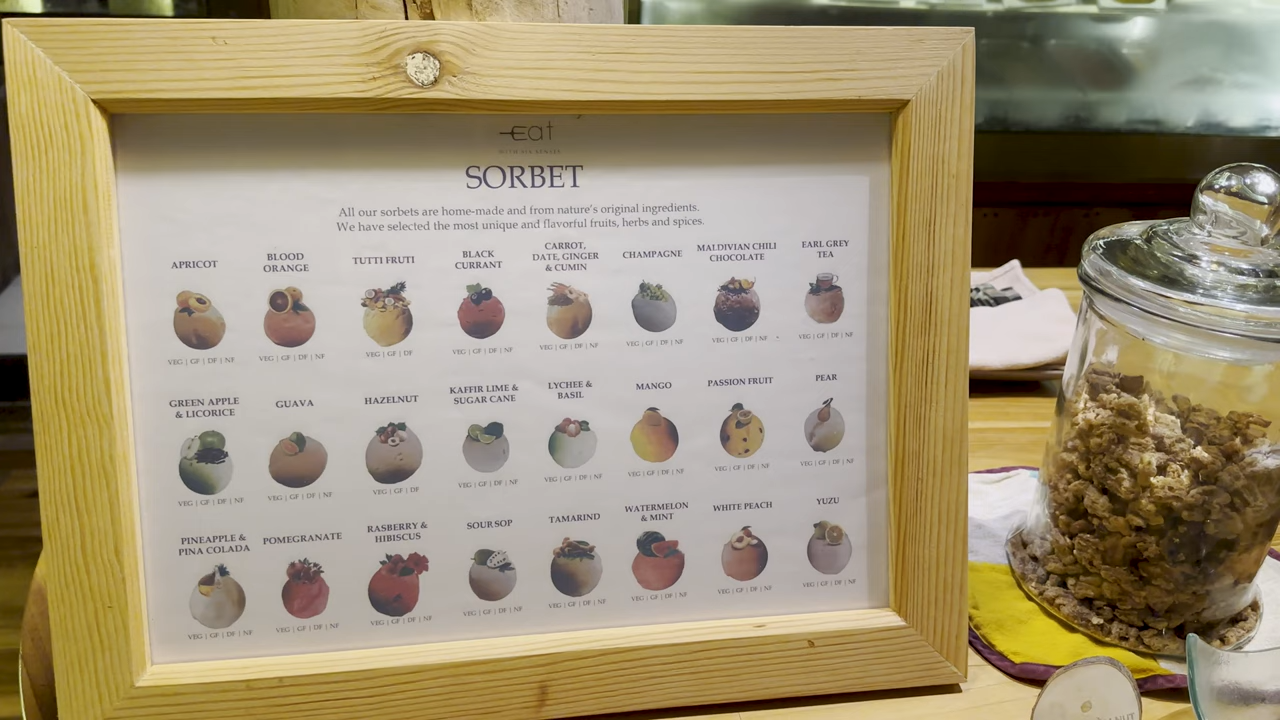 eat
WITH SIX SENSES
SORBET
All our sorbets are home-made and from nature's original ingredients.
We have selected the most unique and flavorful fruits, herbs and spices.
APRICOT
VEG | GF | DF | NF
BLOOD
ORANGE
VEG | GF | DF | NF
TUTTI FRUTI
VEG | GF | DF
BLACK
CURRANT
VEG | GF | DF | NF
CARROT,
DATE, GINGER
& CUMIN
VEG | GF | DF | NF
CHAMPAGNE
VEG | GF | DF | NF
MALDIVIAN CHILI
CHOCOLATE
VEG | GF | DF | NF
EARL GREY
TEA
VEG | GF | DF | NF
GREEN APPLE
& LICORICE
VEG | GF | DF | NF
GUAVA
VEG | GF | DF | NF
HAZELNUT
VEG | GF | DF
KAFFIR LIME &
SUGAR CANE
VEG | GF | DF | NF
LYCHEE &
BASIL
VEG | GF | DF | NF
MANGO
VEG | GF | DF | NF
PASSION FRUIT
VEG | GF | DF | NF
PEAR
VEG | GF | DF | NF
PINEAPPLE &
PINA COLADA
VEG | GF | DF | NF
POMEGRANATE
VEG | GF | DF | NF
RASBERRY &
HIBISCUS
VEG | GF | DF | NF
SOUR SOP
VEG | GF | DF | NF
TAMARIND
VEG | GF | DF | NF
WATERMELON
& MINT
VEG | GF | DF | NF
WHITE PEACH
VEG | GF | DF | NF
YUZU
VEG | GF | DF | NF